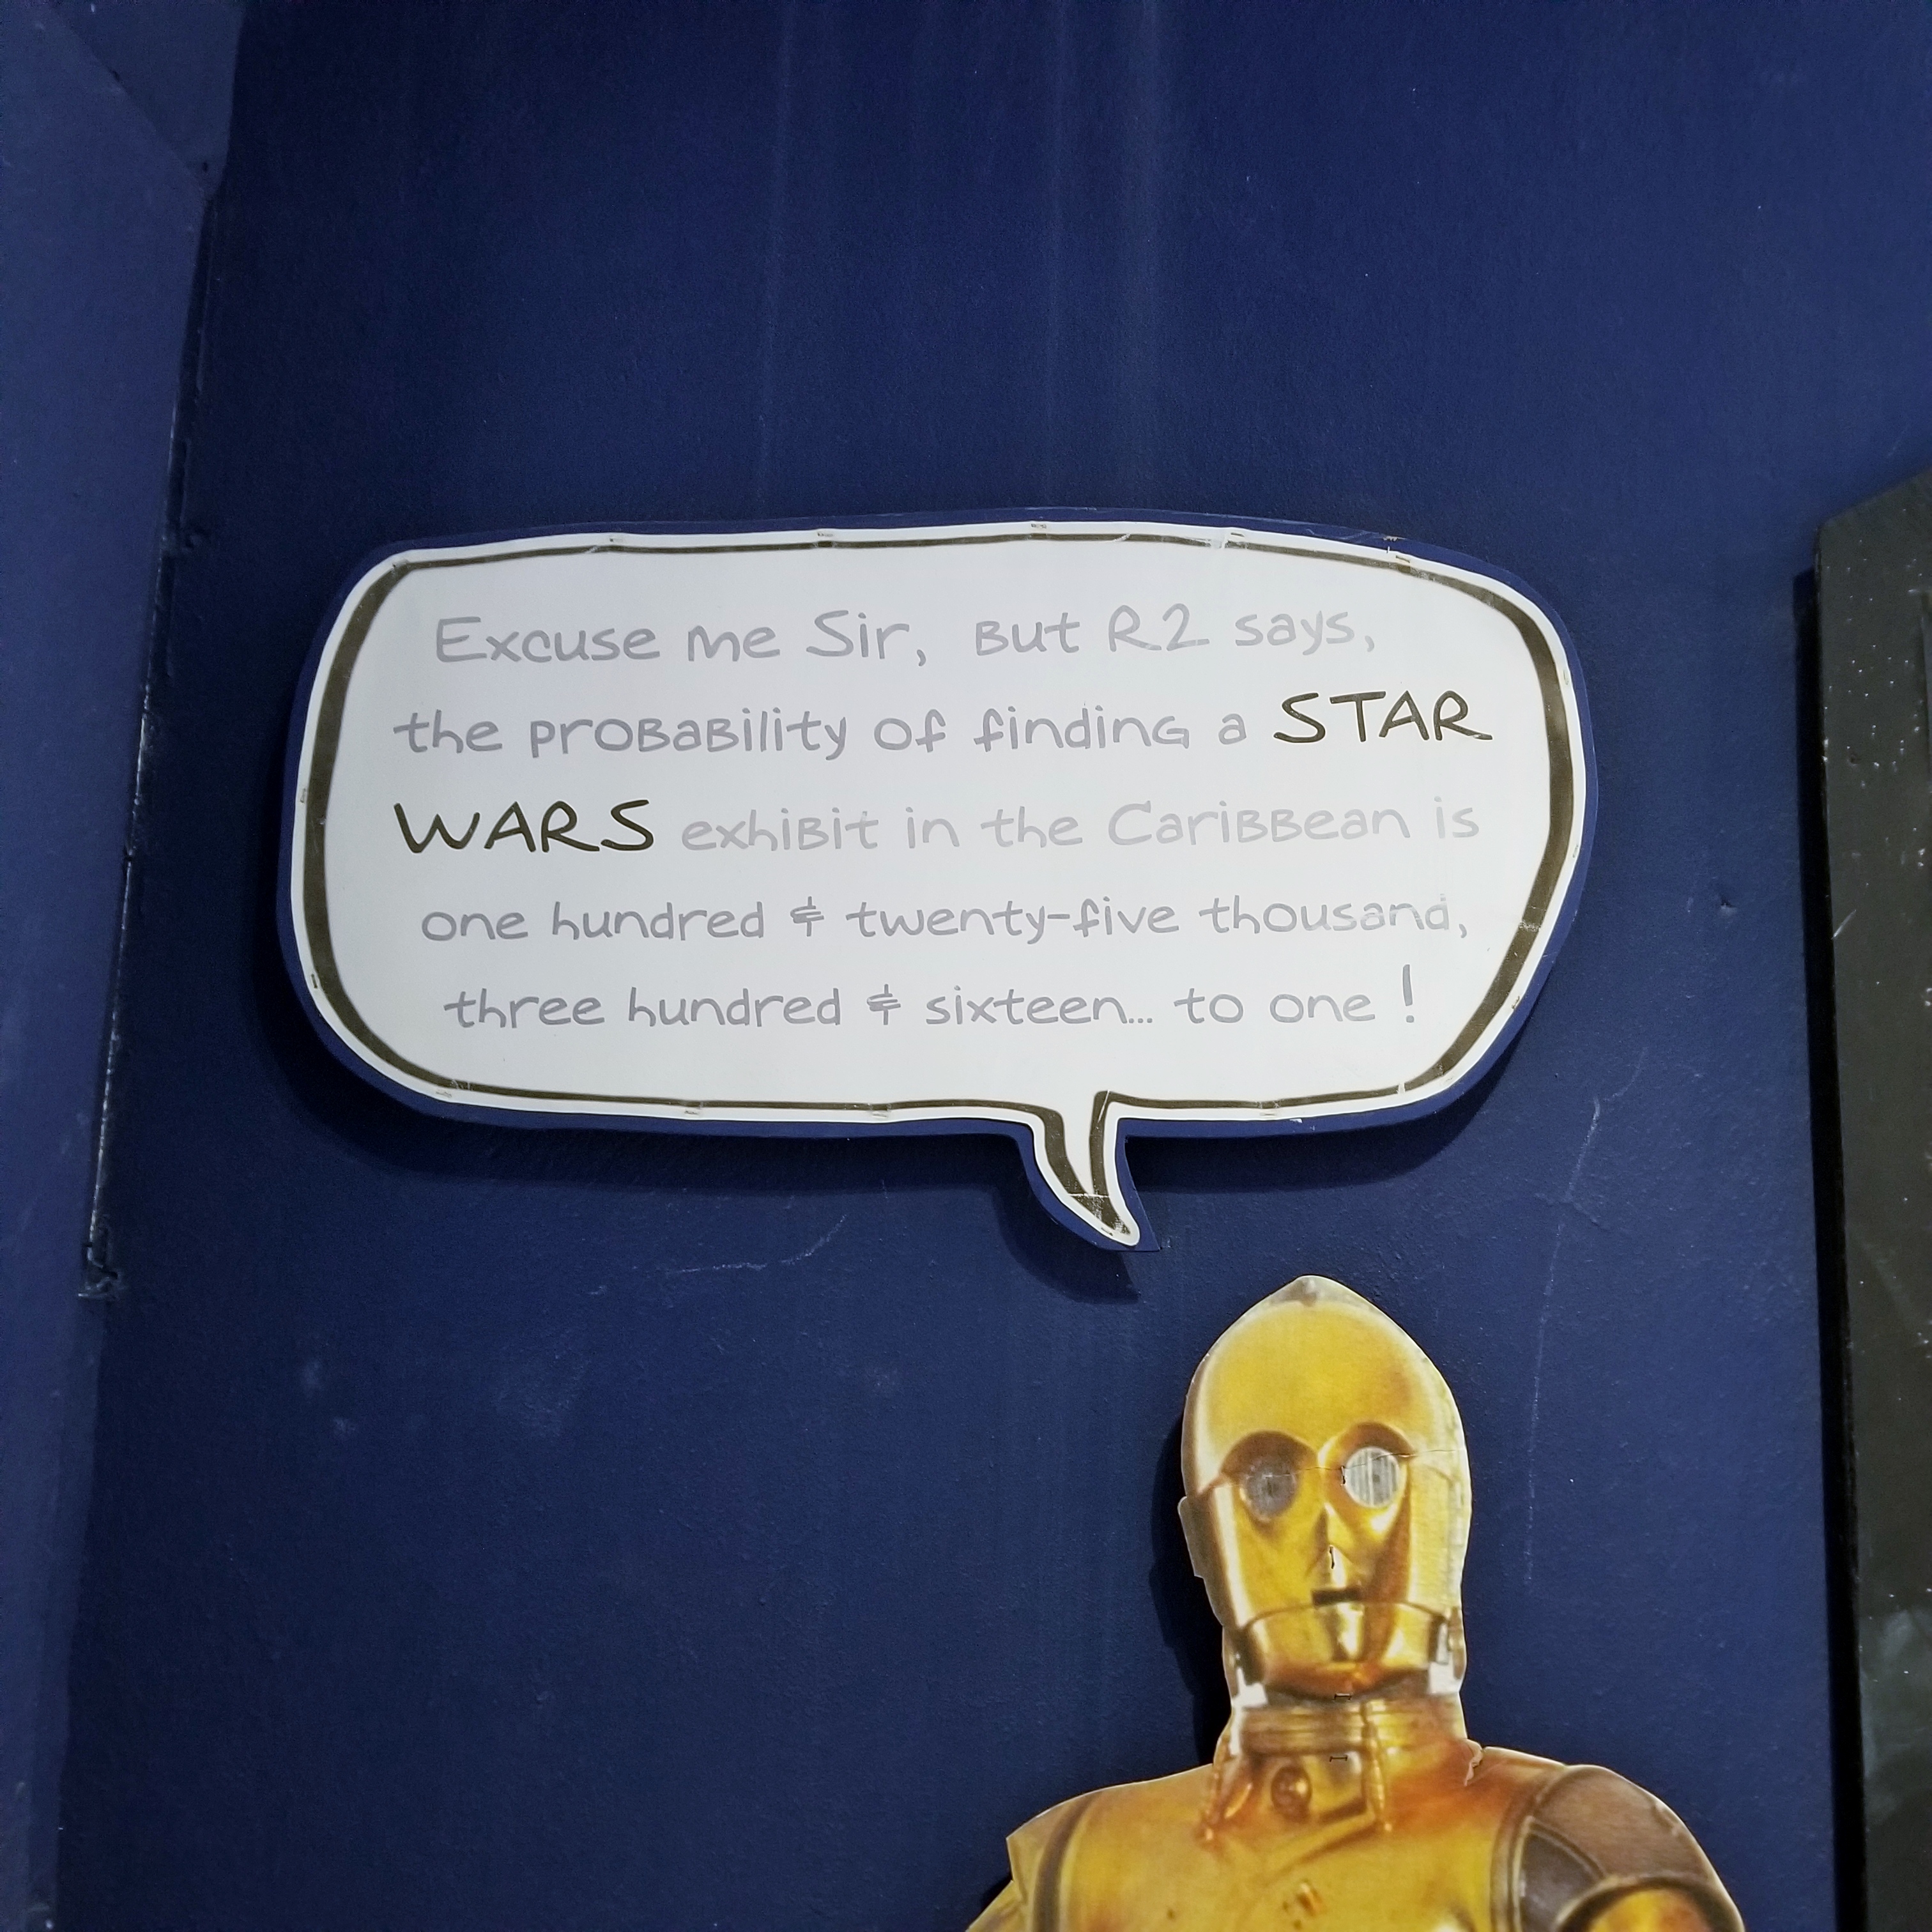 Excuse me Sir, But R2 says,
the proBaBility of finding a STAR
WARS exhiBit in the CariBBean is
one hundred & twenty-five thousand,
three hundred & sixteen... to one !